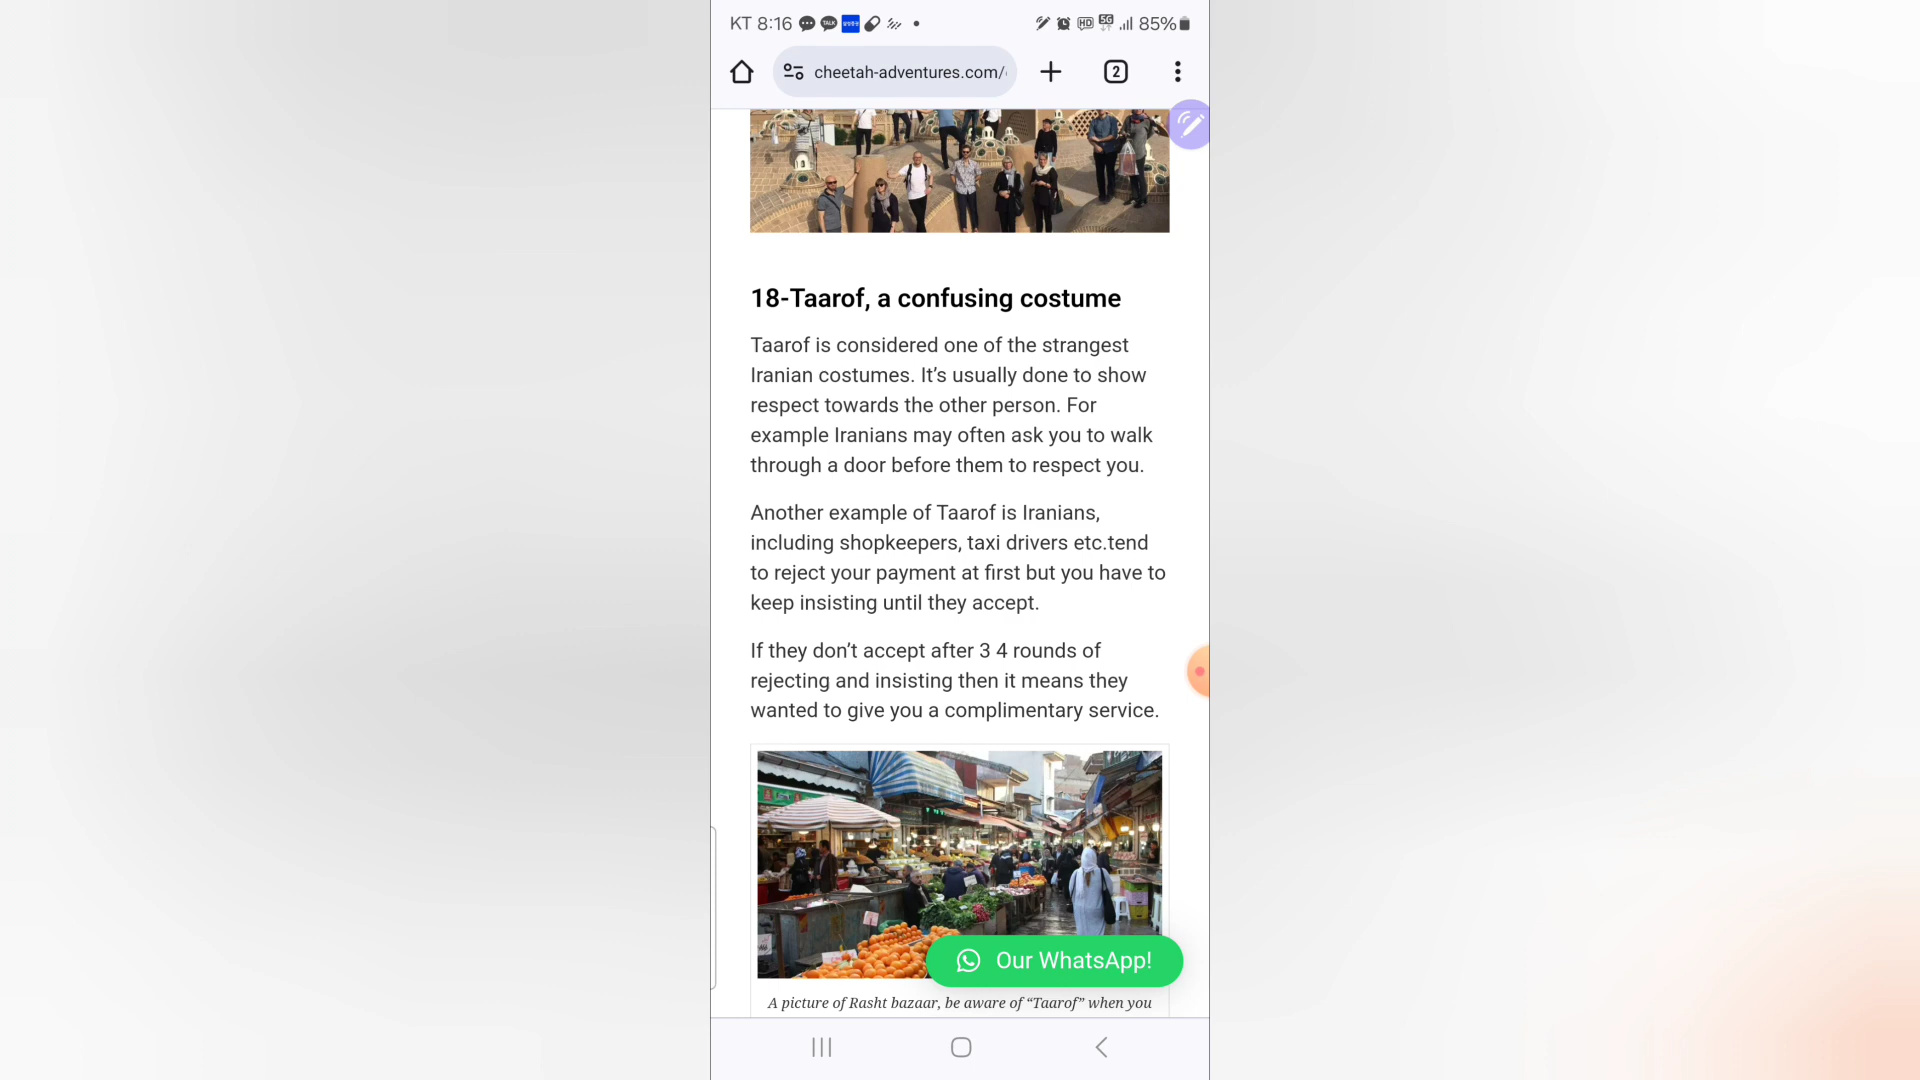 KT 8:16
TALK
HD 5G 85%
cheetah-adventures.com/
2
18-Taarof, a confusing costume
Taarof is considered one of the strangest
Iranian costumes. It’s usually done to show
respect towards the other person. For
example Iranians may often ask you to walk
through a door before them to respect you.
Another example of Taarof is Iranians,
including shopkeepers, taxi drivers etc.tend
to reject your payment at first but you have to
keep insisting until they accept.
If they don’t accept after 3 4 rounds of
rejecting and insisting then it means they
wanted to give you a complimentary service.
Our WhatsApp!
A picture of Rasht bazaar, be aware of “Taarof” when you